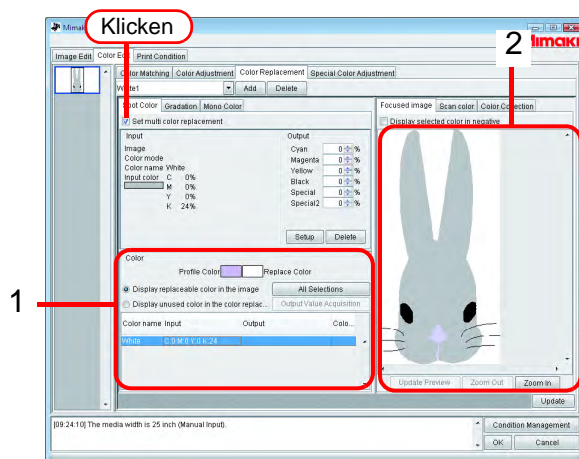 Klicken
2
Mimaki
Image Edit Color Edit Print Condition
Color Matching Color Adjustment Color Replacement Special Color Adjustment
White1 Add Delete
Spot Color Gradation Mono Color
Set multi color replacement
Input Output
Image
Color mode
Color name White
Input color C 0%
M 0%
Y 0%
K 24%
Cyan 0 %
Magenta 0 %
Yellow 0 %
Black 0 %
Special 0 %
Special2 0 %
Setup Delete
Color
Profile Color Replace Color
Display replaceable color in the image All Selections
Display unused color in the color replac... Output Value Acquisition
Color name Input Output Colo...
White C:0 M:0 Y:0 K:24
1
Focused image Scan color Color Collection
Display selected color in negative
Update Preview Zoom Out Zoom In
Update
[09:24:10] The media width is 25 inch (Manual Input).
Condition Management
OK Cancel